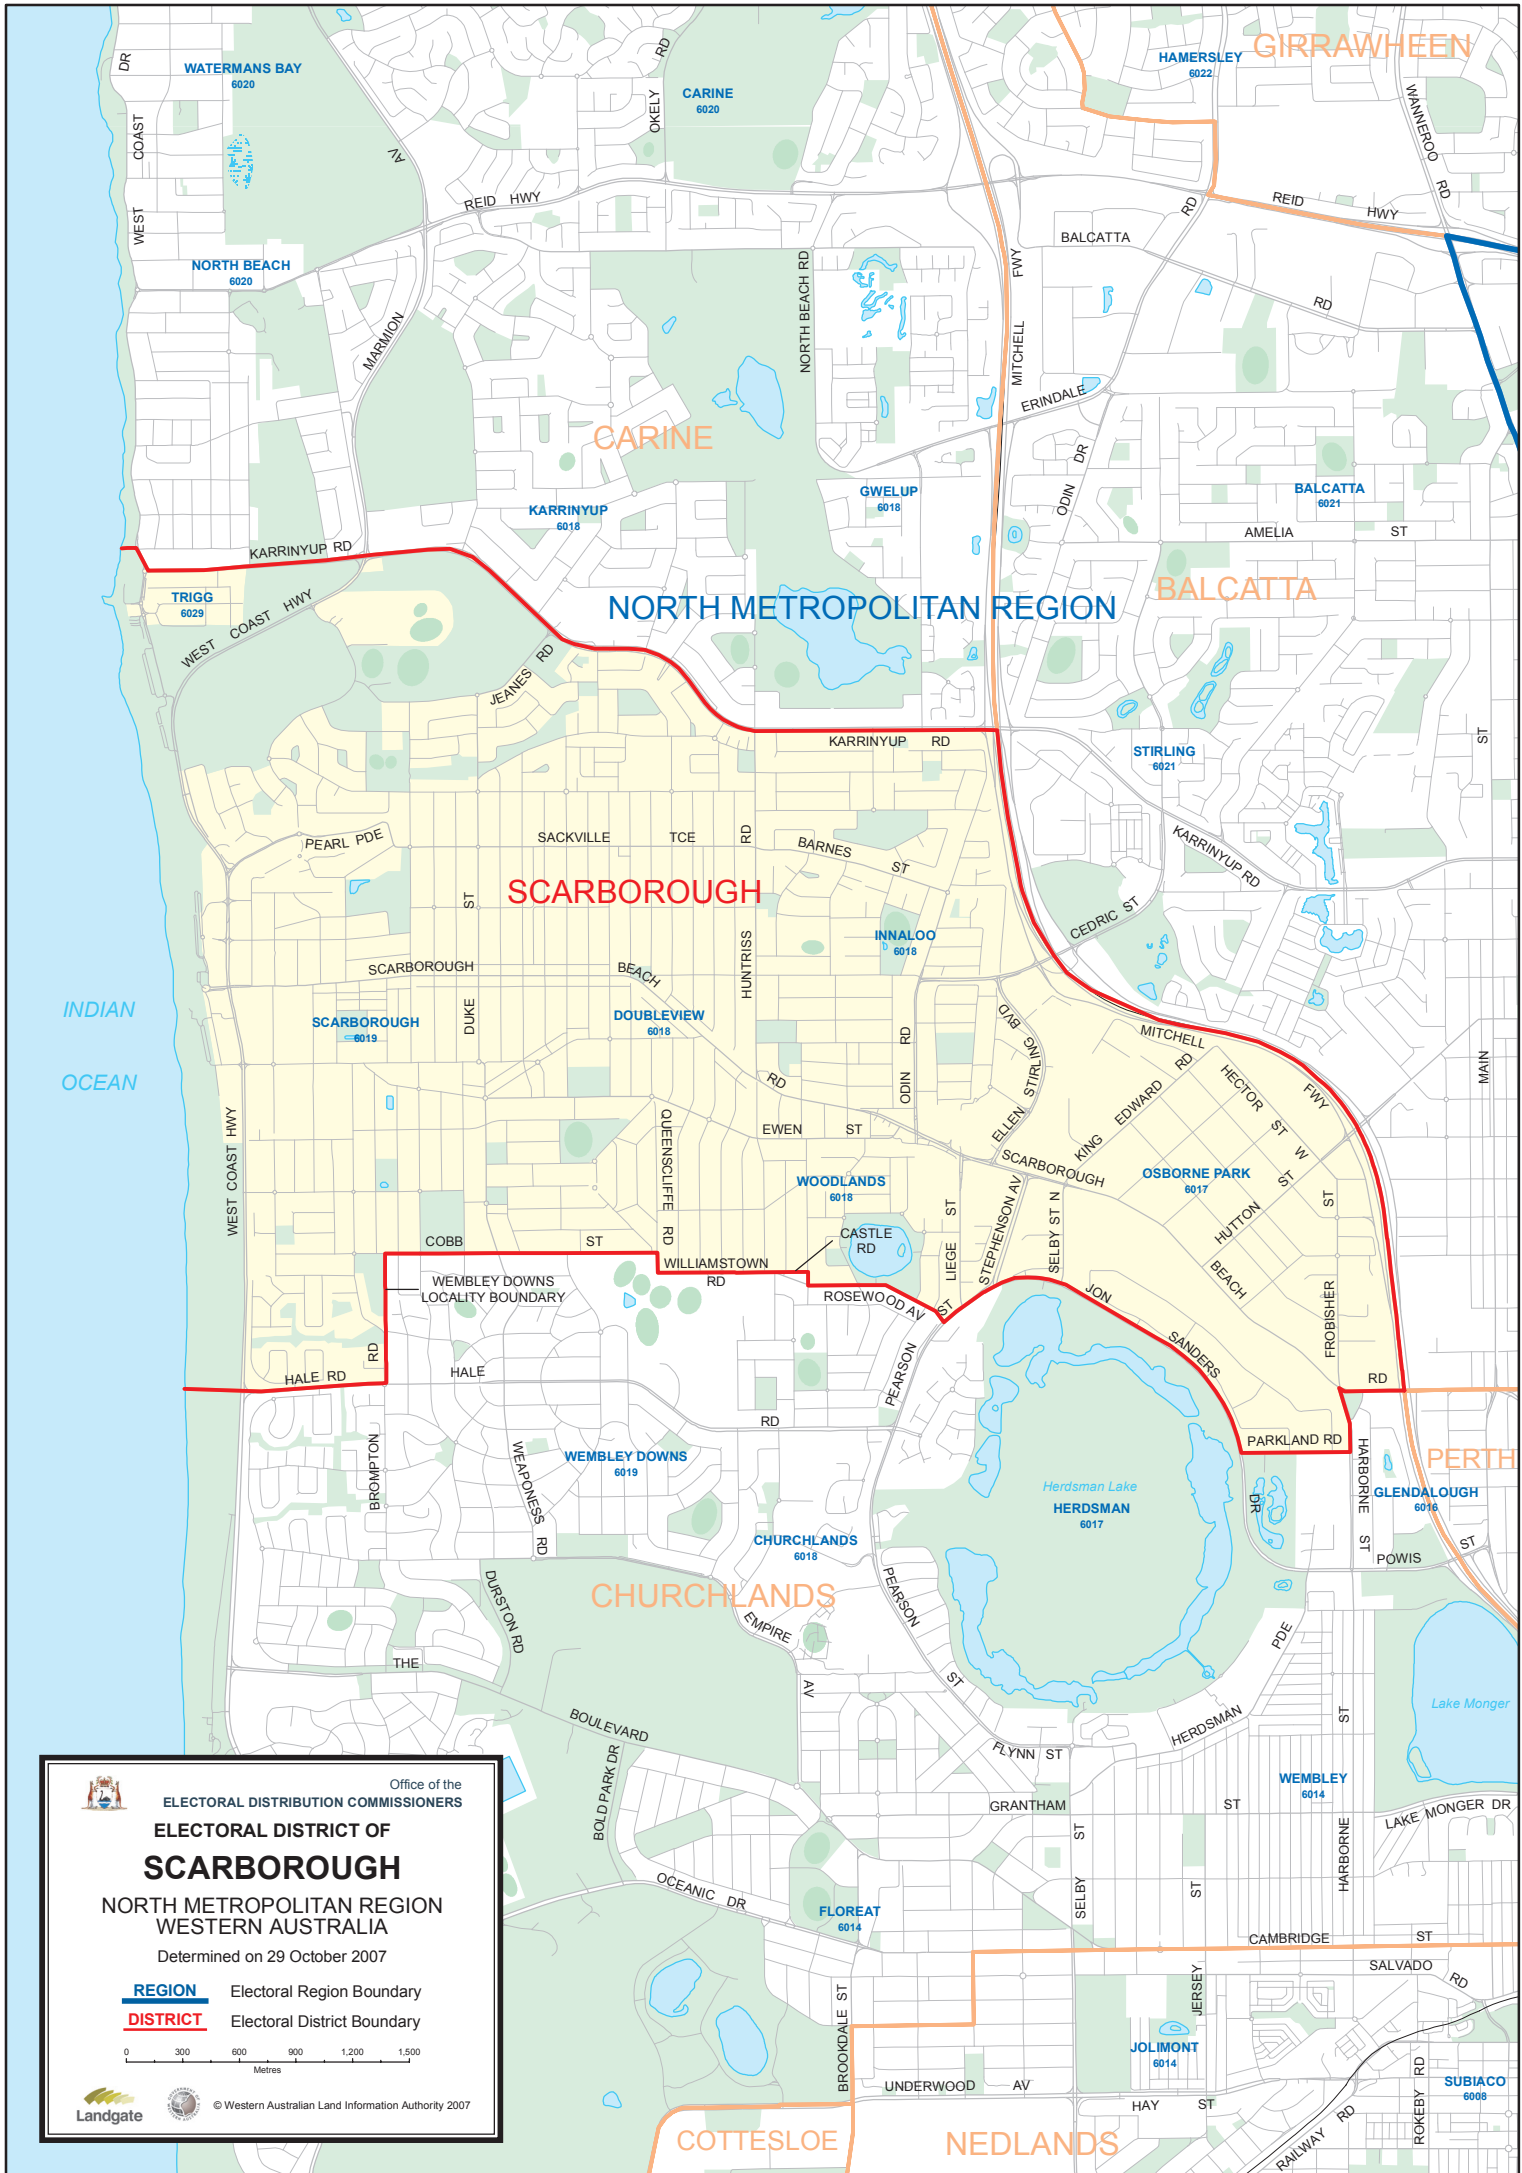 GIRRAWHEEN
HAMERSLEY
6022
WATERMANS BAY
6020
CARINE
6020
DR
COAST
WEST
AV
OKELY
RD
REID HWY
WANNEROO
RD
REID
HWY
RD
BALCATTA
RD
NORTH BEACH
6020
NORTH BEACH RD
MITCHELL
FWY
MARMION
ERINDALE
CARINE
ODIN
DR
GWELUP
6018
KARRINYUP
6018
BALCATTA
6021
AMELIA
ST
KARRINYUP RD
TRIGG
6029
WEST COAST HWY
NORTH METROPOLITAN REGION
BALCATTA
JEANES
RD
KARRINYUP RD
STIRLING
6021
ST
KARRINYUP RD
PEARL PDE
SACKVILLE
TCE
RD
BARNES
ST
SCARBOROUGH
ST
CEDRIC ST
INNALOO
6018
HUNTRISS
SCARBOROUGH
BEACH
INDIAN
OCEAN
SCARBOROUGH
6019
DUKE
DOUBLEVIEW
6018
RD
ODIN
RD
ELLEN
STIRLING
BVD
MITCHELL
FWY
MAIN
KING
EDWARD
RD
HECTOR
ST
W
WEST COAST HWY
QUEENSCLIFFE
RD
EWEN
ST
SCARBOROUGH
OSBORNE PARK
6017
WOODLANDS
6018
HUTTON
ST
ST
COBB
ST
CASTLE
RD
LIEGE
ST
STEPHENSON AV
SELBY ST N
BEACH
WILLIAMSTOWN
RD
WEMBLEY DOWNS
LOCALITY BOUNDARY
ROSEWOOD AV
ST
JON
SANDERS
FROBISHER
RD
HALE RD
HALE
PEARSON
RD
RD
PARKLAND RD
BROMPTON
WEAPONESS
RD
WEMBLEY DOWNS
6019
Herdsman Lake
HERDSMAN
6017
DR
HARBORNE
ST
PERTH
GLENDALOUGH
6016
CHURCHLANDS
6018
POWIS
ST
CHURCHLANDS
DURSTON RD
PEARSON
ST
EMPIRE
AV
THE
BOULEVARD
PDE
HERDSMAN
ST
Lake Monger
BOLD PARK DR
FLYNN ST
WEMBLEY
6014
GRANTHAM
ST
LAKE MONGER DR
ST
ST
HARBORNE
OCEANIC DR
SELBY
FLOREAT
6014
CAMBRIDGE
ST
SALVADO
RD
JERSEY
BROOKDALE ST
JOLIMONT
6014
UNDERWOOD
AV
HAY
ST
RAILWAY
RD
ROKEBY
RD
SUBIACO
6008
COTTESLOE
NEDLANDS
Office of the
ELECTORAL DISTRIBUTION COMMISSIONERS
ELECTORAL DISTRICT OF
SCARBOROUGH
NORTH METROPOLITAN REGION
WESTERN AUSTRALIA
Determined on 29 October 2007
REGION Electoral Region Boundary
DISTRICT Electoral District Boundary
0 300 600 900 1,200 1,500
Metres
Landgate
© Western Australian Land Information Authority 2007